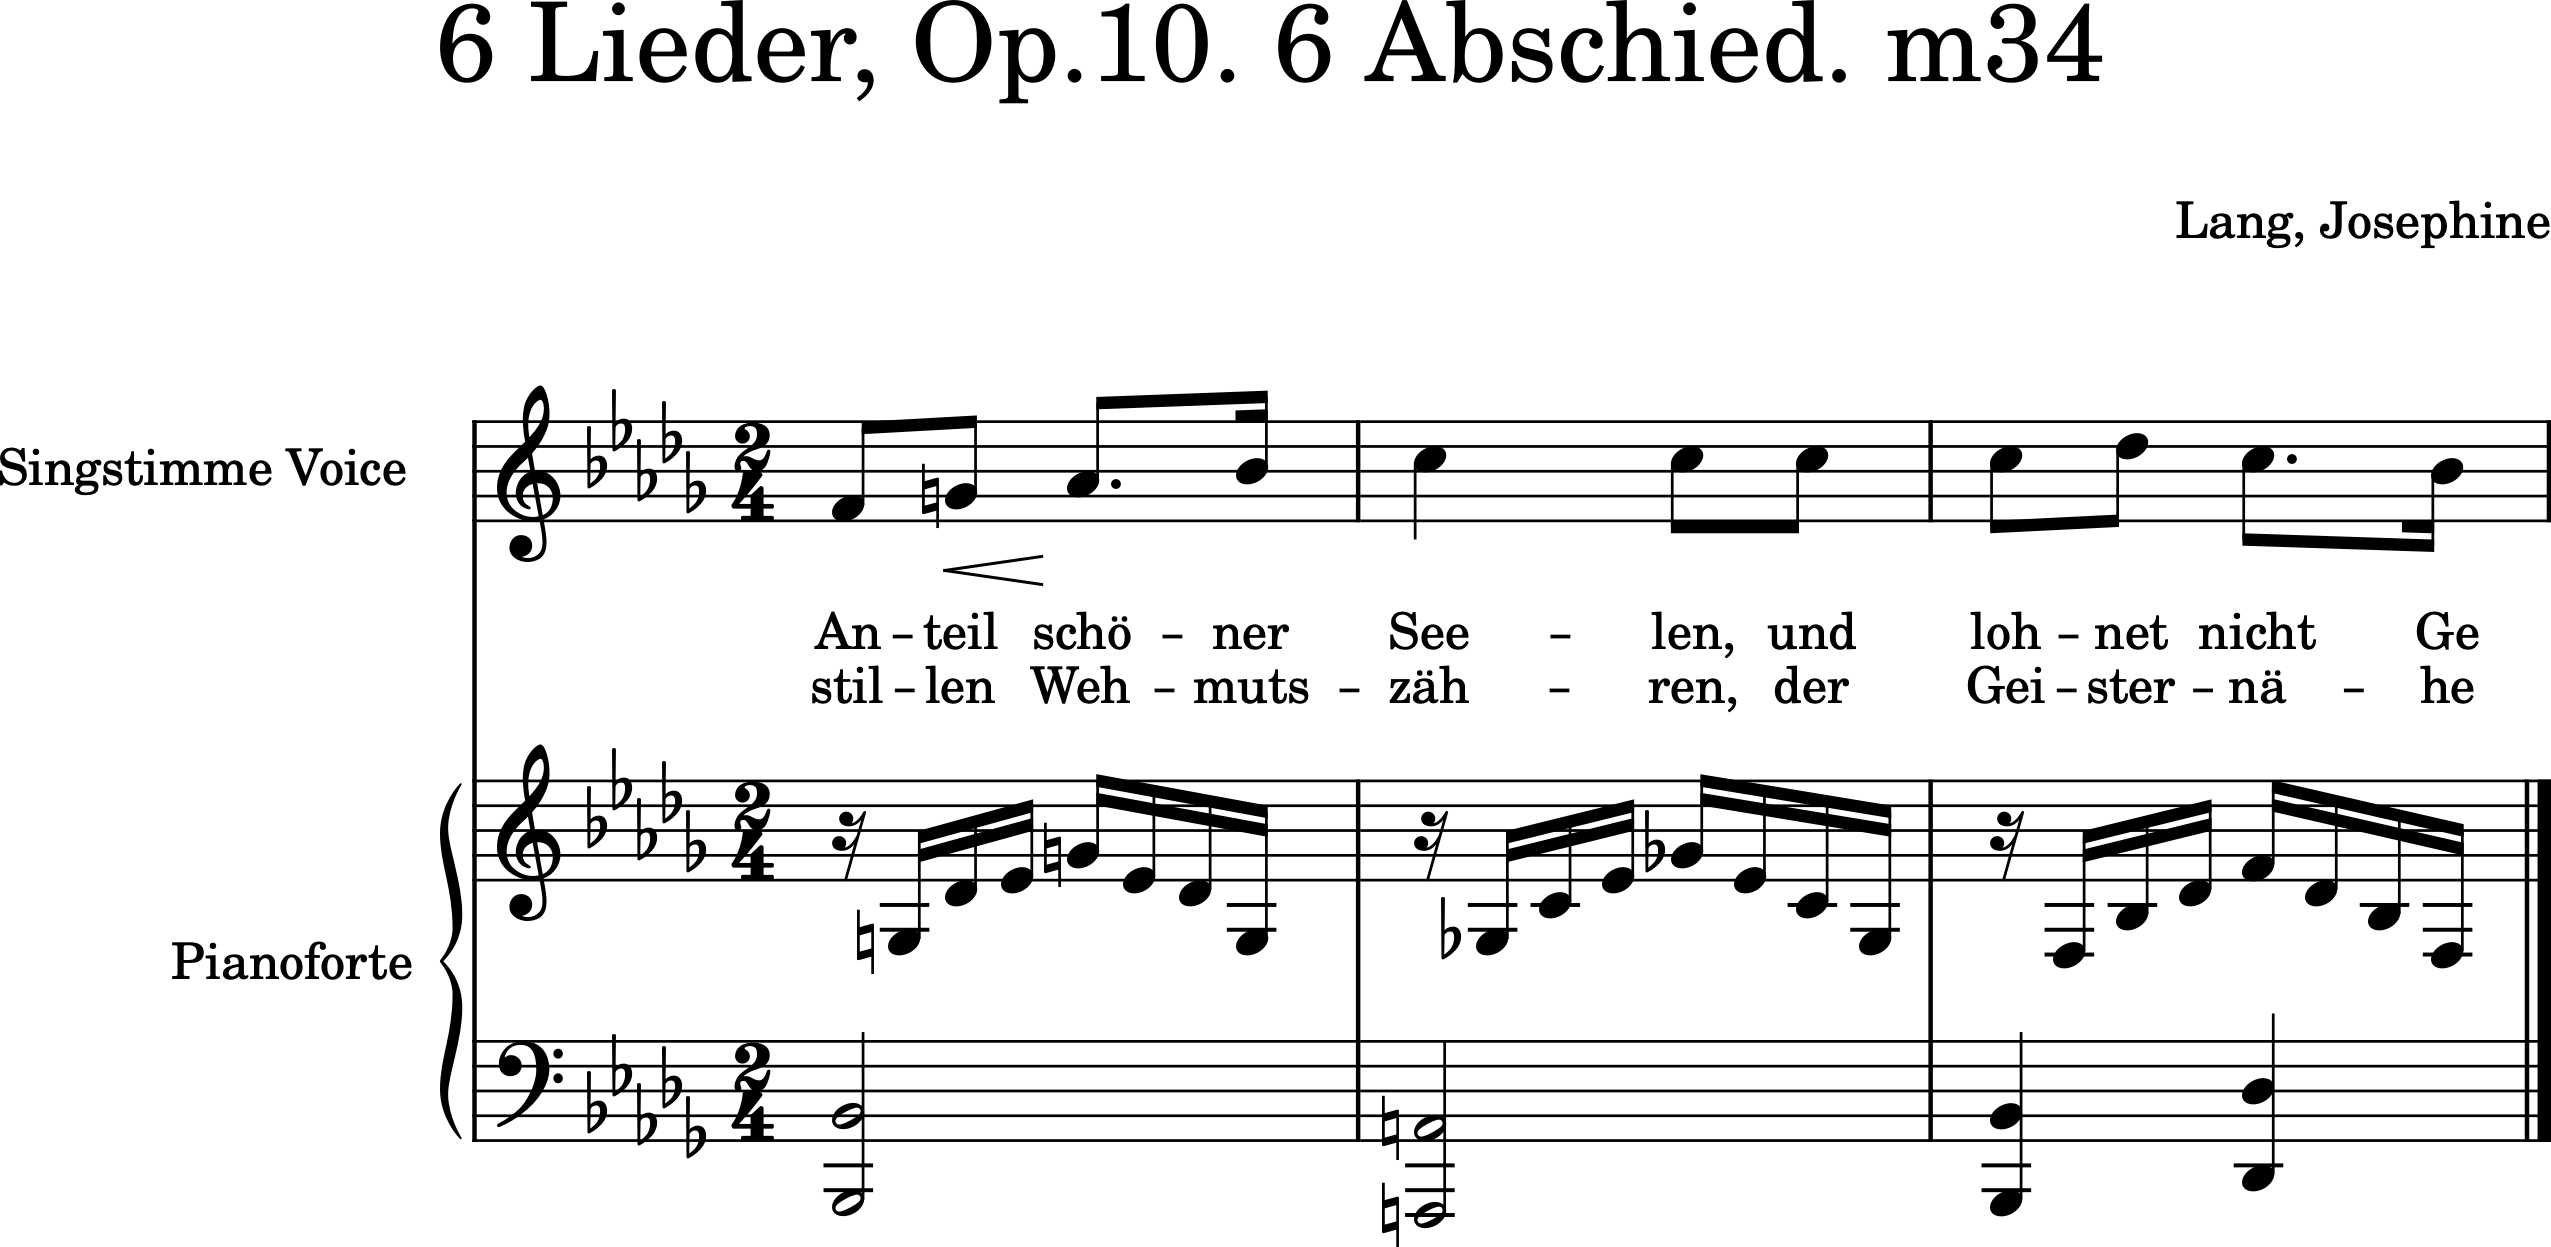 6 Lieder, Op.10. 6 Abschied. m34
Lang, Josephine
Singstimme Voice
An – teil schö – ner See – len, und loh – net nicht Ge
stil – len Weh – muts – zäh – ren, der Gei – ster – nä – he
Pianoforte